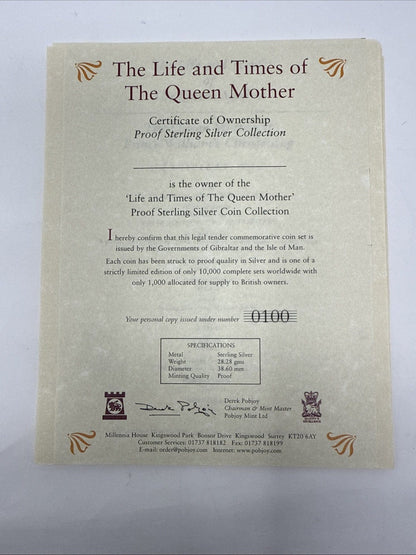 The Life and Times of
The Queen Mother
Certificate of Ownership
Proof Sterling Silver Collection
is the owner of the
'Life and Times of The Queen Mother'
Proof Sterling Silver Coin Collection
I hereby confirm that this legal tender commemorative coin set is
issued by the Governments of Gibraltar and the Isle of Man.
Each coin has been struck to proof quality in Silver and is one of a
strictly limited edition of only 10,000 complete sets worldwide with
only 1,000 allocated for supply to British owners.
Your personal copy issued under number 0100
SPECIFICATIONS
Metal Sterling Silver
Weight 28.28 gms
Diameter 38.60 mm
Minting Quality Proof
Derek Pobjoy
Derek Pobjoy
Chairman & Mint Master
Pobjoy Mint Ltd
Millennia House Kingswood Park Bonsor Drive Kingswood Surrey KT20 6AY
Customer Services: 01737 818182 Fax: 01737 818199
E-mail: order@pobjoy.com Internet: www.pobjoy.com